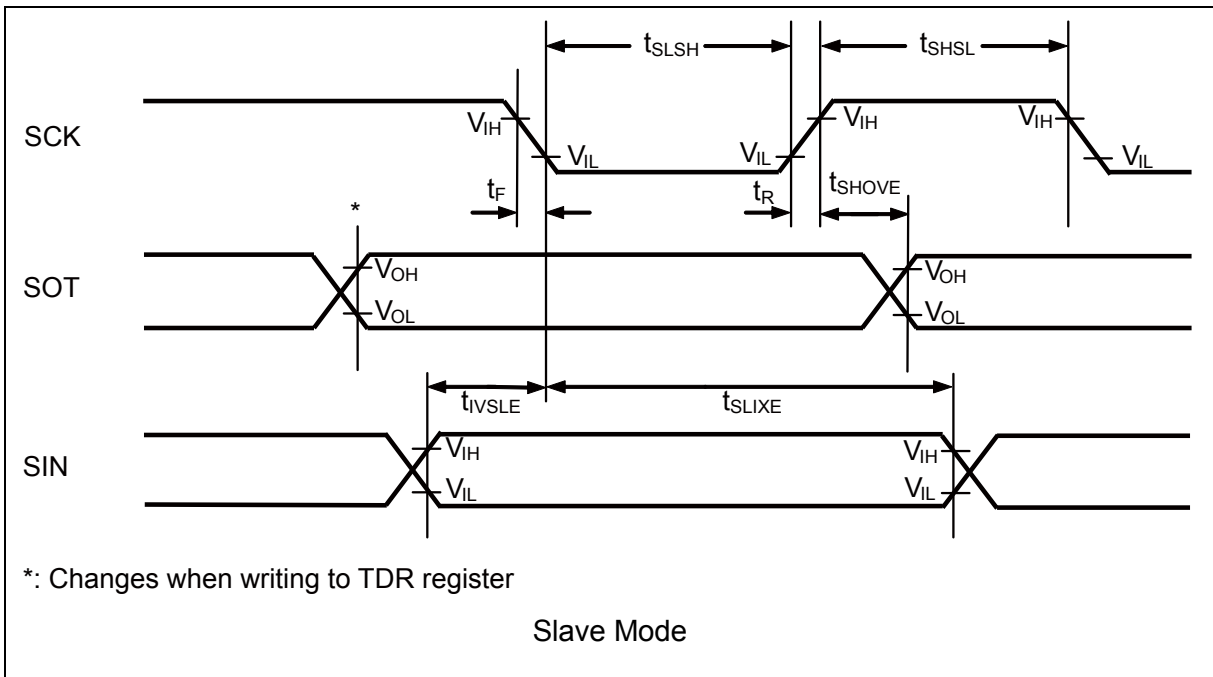 tSLSH tSHSL
SCK VIH VIL VIL VIH VIH VIL
tF tR tSHOVE
*
SOT VOH VOL VOH VOL
tIVSLE tSLIXE
SIN VIH VIL VIH VIL
*: Changes when writing to TDR register
Slave Mode